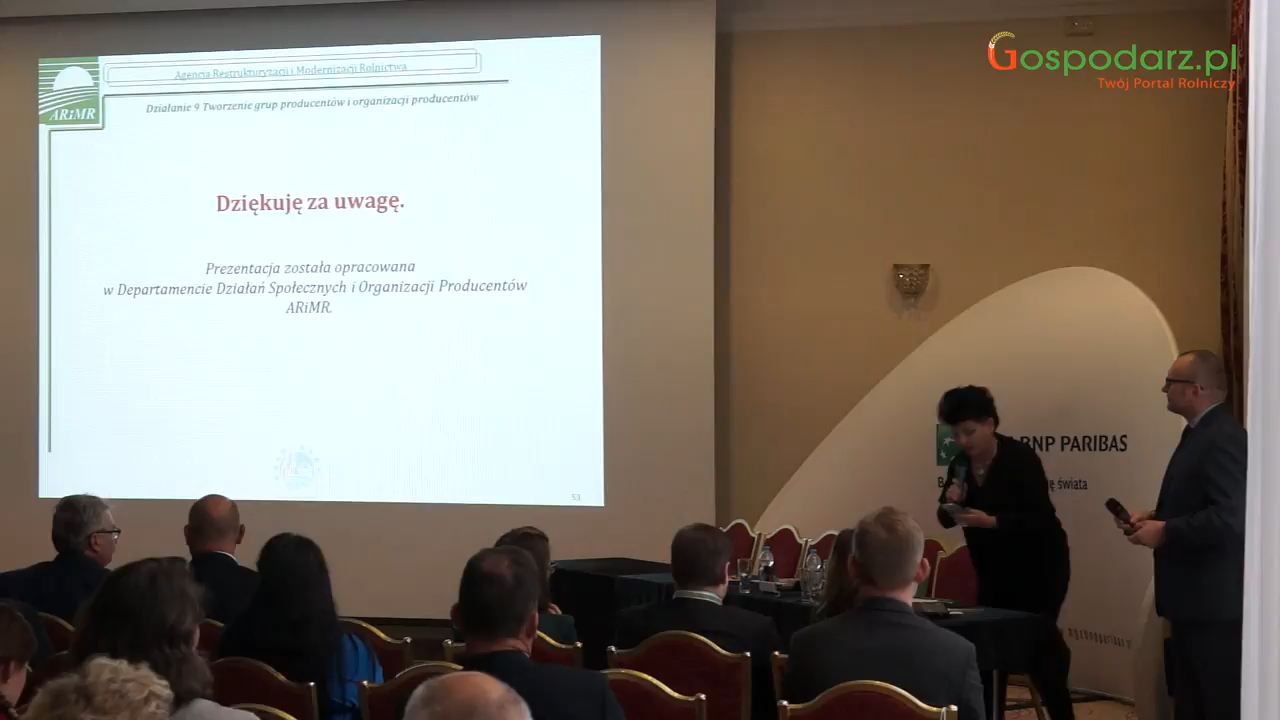 Gospodarz.pl
Twój Portal Rolniczy
Agencja Restrukturyzacji i Modernizacji Rolnictwa
ARiMR
Działanie 9 Tworzenie grup producentów i organizacji producentów
Dziękuję za uwagę.
Prezentacja została opracowana
w Departamencie Działań Społecznych i Organizacji Producentów
ARiMR.
53
BNP PARIBAS
świata